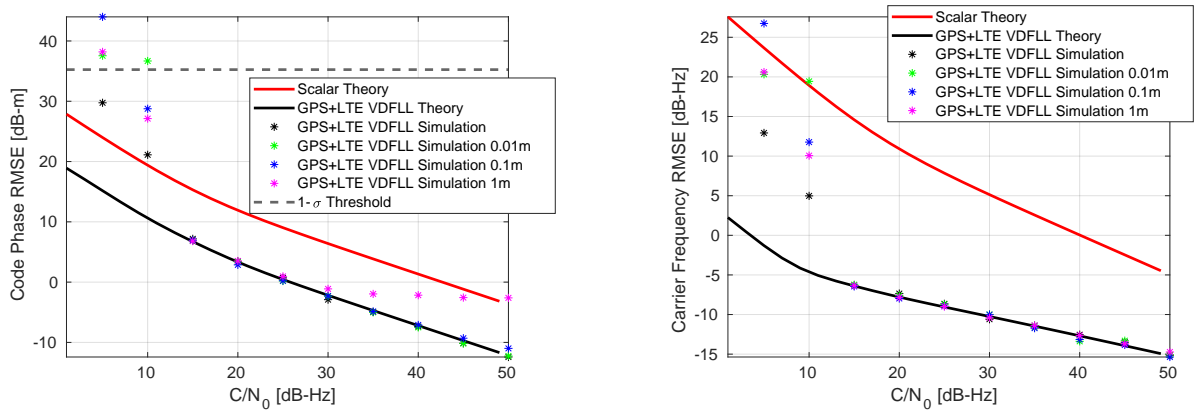 Code Phase RMSE [dB-m]
40
30
20
10
0
-10
10
20
30
40
50
C/N0 [dB-Hz]
Scalar Theory
GPS+LTE VDFLL Theory
GPS+LTE VDFLL Simulation
GPS+LTE VDFLL Simulation 0.01m
GPS+LTE VDFLL Simulation 0.1m
GPS+LTE VDFLL Simulation 1m
1-σ Threshold
Carrier Frequency RMSE [dB-Hz]
25
20
15
10
5
0
-5
-10
-15
10
20
30
40
50
C/N0 [dB-Hz]
Scalar Theory
GPS+LTE VDFLL Theory
GPS+LTE VDFLL Simulation
GPS+LTE VDFLL Simulation 0.01m
GPS+LTE VDFLL Simulation 0.1m
GPS+LTE VDFLL Simulation 1m